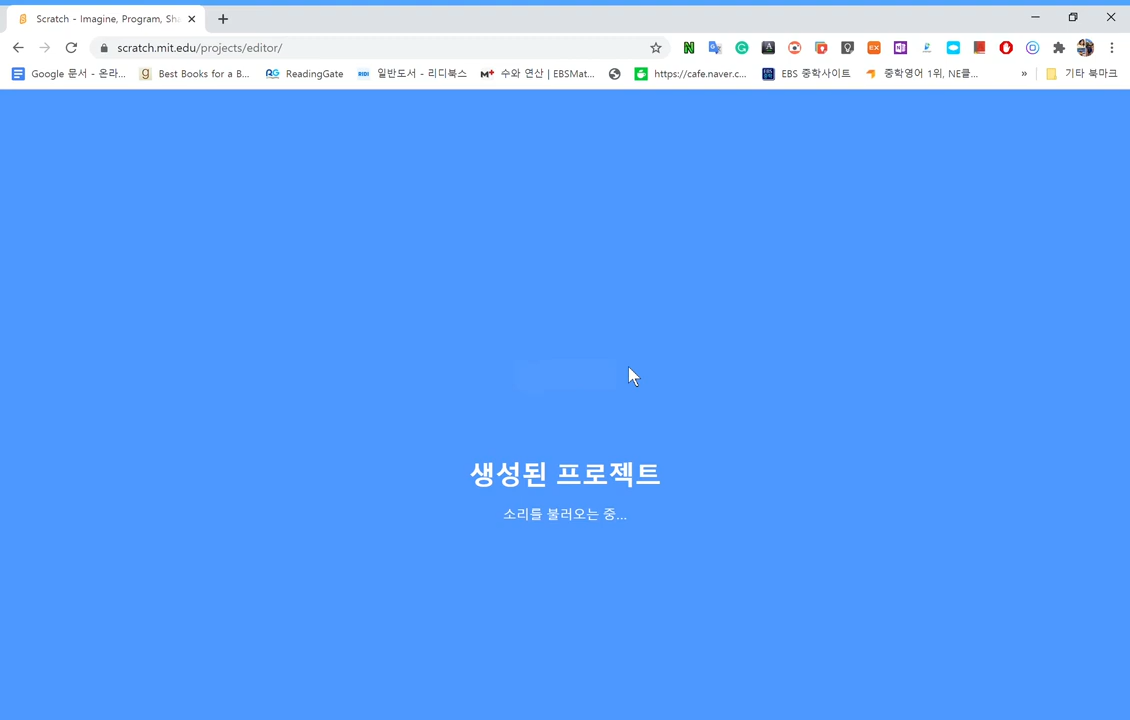 Scratch - Imagine, Program, Sh
scratch.mit.edu/projects/editor/
Google 문서 - 온라...
Best Books for a B...
ReadingGate
일반도서 - 리디북스
수와 연산 | EBSMat...
https://cafe.naver.c...
EBS 중학사이트
중학영어 1위, NE클...
» 기타 북마크
생성된 프로젝트
소리를 불러오는 중...